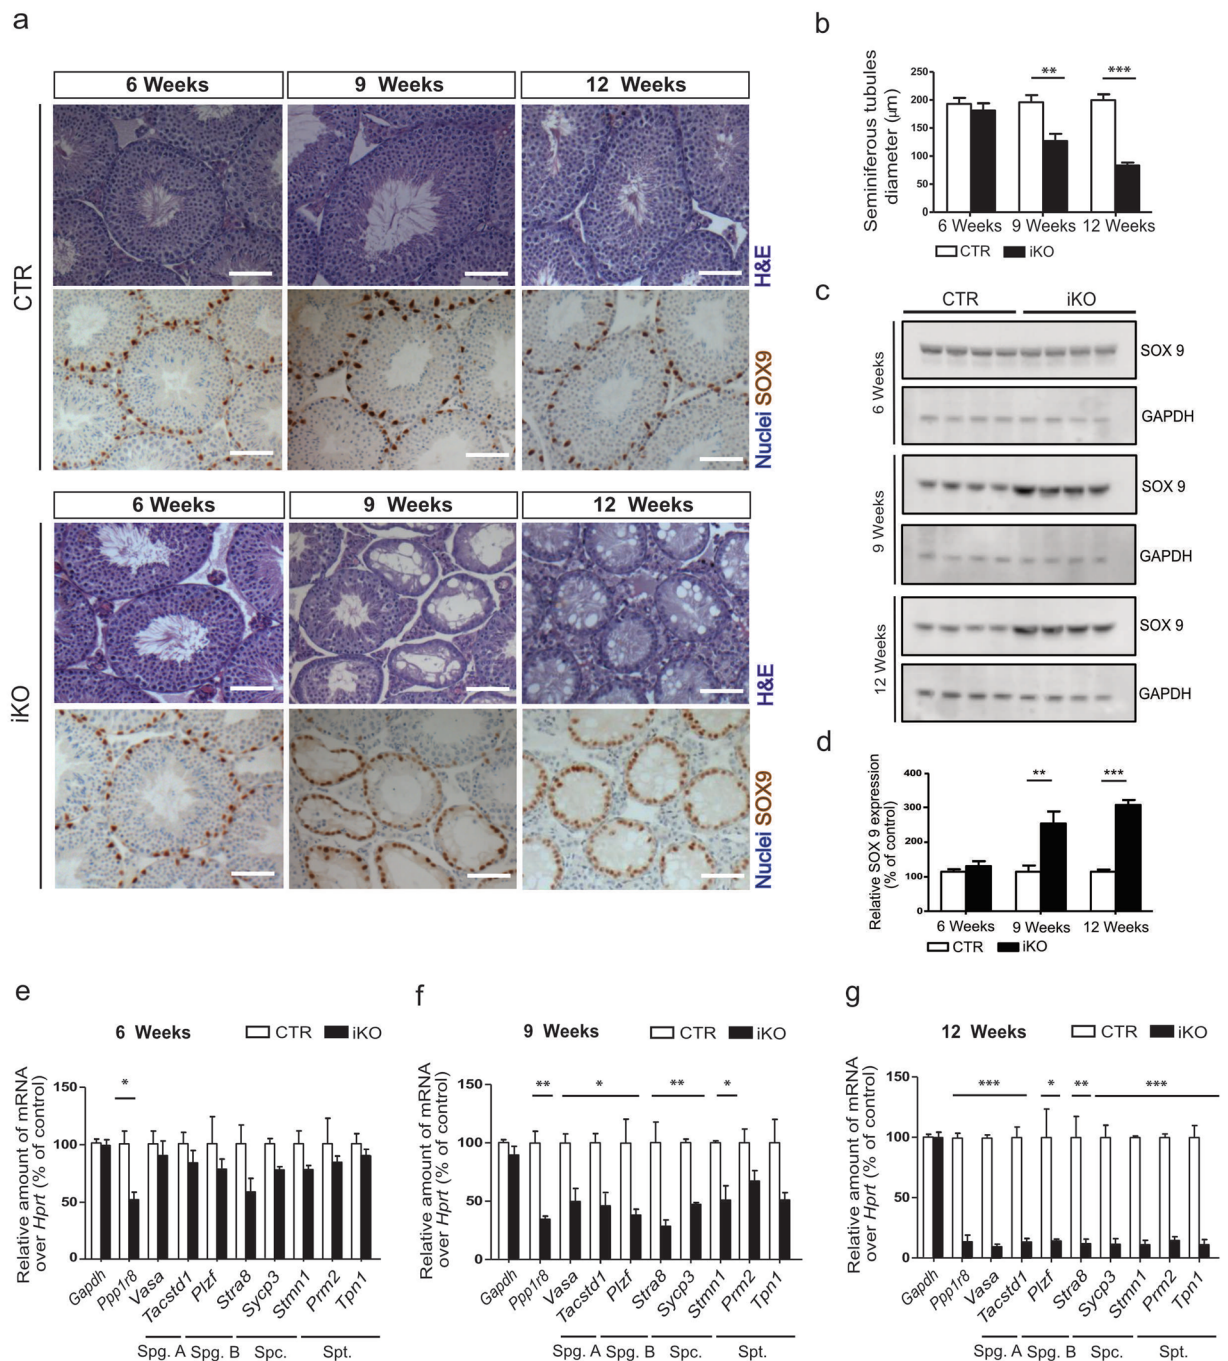 a
6 Weeks
9 Weeks
12 Weeks
CTR
H&E
Nuclei SOX9
6 Weeks
9 Weeks
12 Weeks
iKO
H&E
Nuclei SOX9
b
Seminiferous tubules
diameter (µm)
250
200
150
100
50
0
**
***
6 Weeks
9 Weeks
12 Weeks
CTR
iKO
c
CTR
iKO
6 Weeks
SOX 9
GAPDH
9 Weeks
SOX 9
GAPDH
12 Weeks
SOX 9
GAPDH
d
Relative SOX 9 expression
(% of control)
400
300
200
100
0
**
***
6 Weeks
9 Weeks
12 Weeks
CTR
iKO
e
6 Weeks
CTR
iKO
Relative amount of mRNA
over Hprt (% of control)
150
100
50
0
*
Gapdh
Ppp1r8
Vasa
Tacstd1
Plzf
Stra8
Sycp3
Stmn1
Prm2
Tpn1
Spg. A
Spg. B
Spc.
Spt.
f
9 Weeks
CTR
iKO
Relative amount of mRNA
over Hprt (% of control)
150
100
50
0
**
*
**
*
Gapdh
Ppp1r8
Vasa
Tacstd1
Plzf
Stra8
Sycp3
Stmn1
Prm2
Tpn1
Spg. A
Spg. B
Spc.
Spt.
g
12 Weeks
CTR
iKO
Relative amount of mRNA
over Hprt (% of control)
150
100
50
0
***
*
**
***
Gapdh
Ppp1r8
Vasa
Tacstd1
Plzf
Stra8
Sycp3
Stmn1
Prm2
Tpn1
Spg. A
Spg. B
Spc.
Spt.